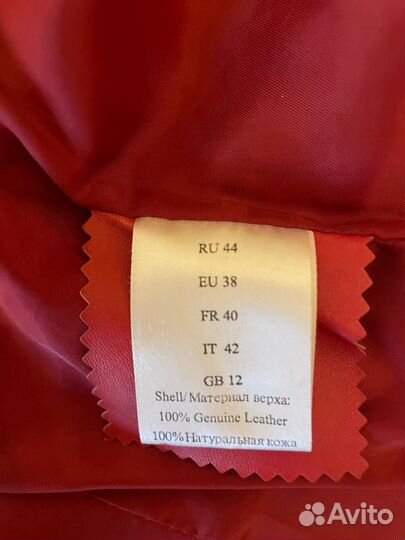 RU 44
EU 38
FR 40
IT 42
GB 12
Shell/Материал верха:
100% Genuine Leather
100%Натуральная кожа
Avito